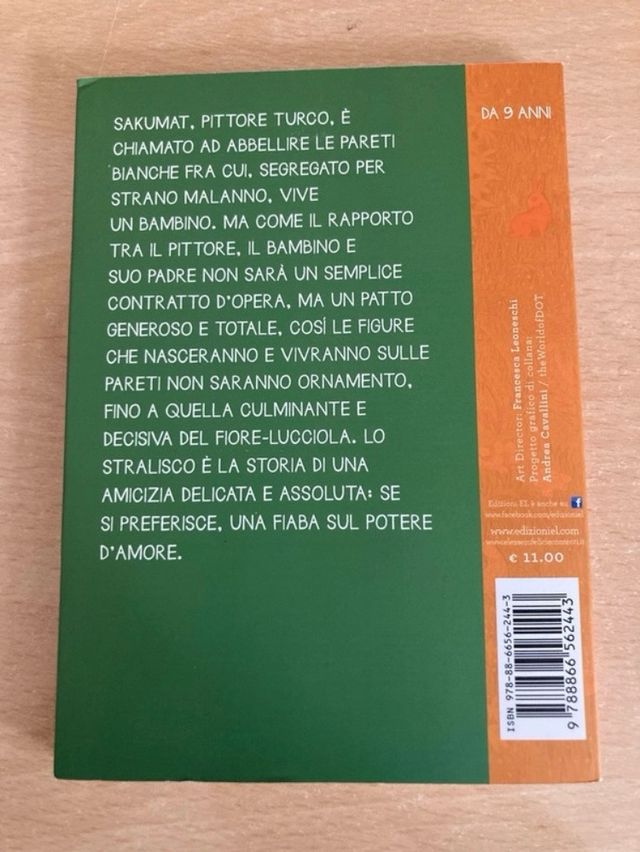 SAKUMAT, PITTORE TURCO, È
CHIAMATO AD ABBELLIRE LE PARETI
BIANCHE FRA CUI, SEGREGATO PER
STRANO MALANNO, VIVE
UN BAMBINO. MA COME IL RAPPORTO
TRA IL PITTORE, IL BAMBINO E
SUO PADRE NON SARÀ UN SEMPLICE
CONTRATTO D'OPERA, MA UN PATTO
GENEROSO E TOTALE, COSÍ LE FIGURE
CHE NASCERANNO E VIVRANNO SULLE
PARETI NON SARANNO ORNAMENTO,
FINO A QUELLA CULMINANTE E
DECISIVA DEL FIORE-LUCCIOLA. LO
STRALISCO È LA STORIA DI UNA
AMICIZIA DELICATA E ASSOLUTA: SE
SI PREFERISCE, UNA FIABA SUL POTERE
D'AMORE.
DA 9 ANNI
Art Director: Francesca Leoneschi
Progetto grafico di collana:
Andrea Cavallini / theWorldofDOT
Edizioni EL è anche su f
www.facebook.com/edizioniel
www.edizioniel.com
€ 11.00
ISBN 978-88-6656-244-3
9 788866 562443